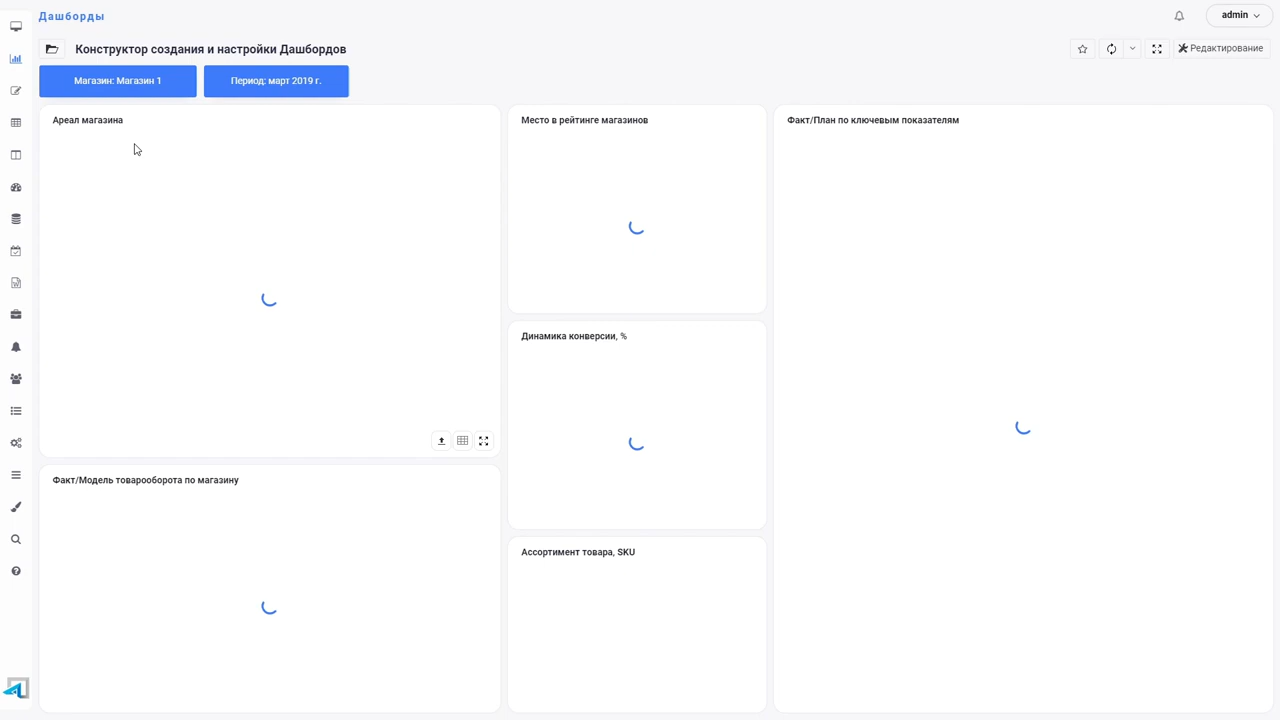 Дашборды
admin
Конструктор создания и настройки Дашбордов
Редактирование
Магазин: Магазин 1
Период: март 2019 г.
Ареал магазина
Место в рейтинге магазинов
Факт/План по ключевым показателям
Динамика конверсии, %
Факт/Модель товарооборота по магазину
Ассортимент товара, SKU